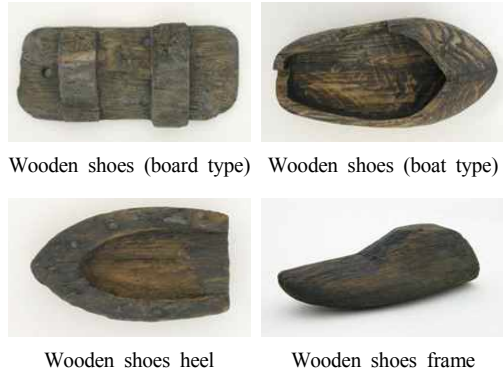 Wooden shoes (board type)
Wooden shoes (boat type)
Wooden shoes heel
Wooden shoes frame